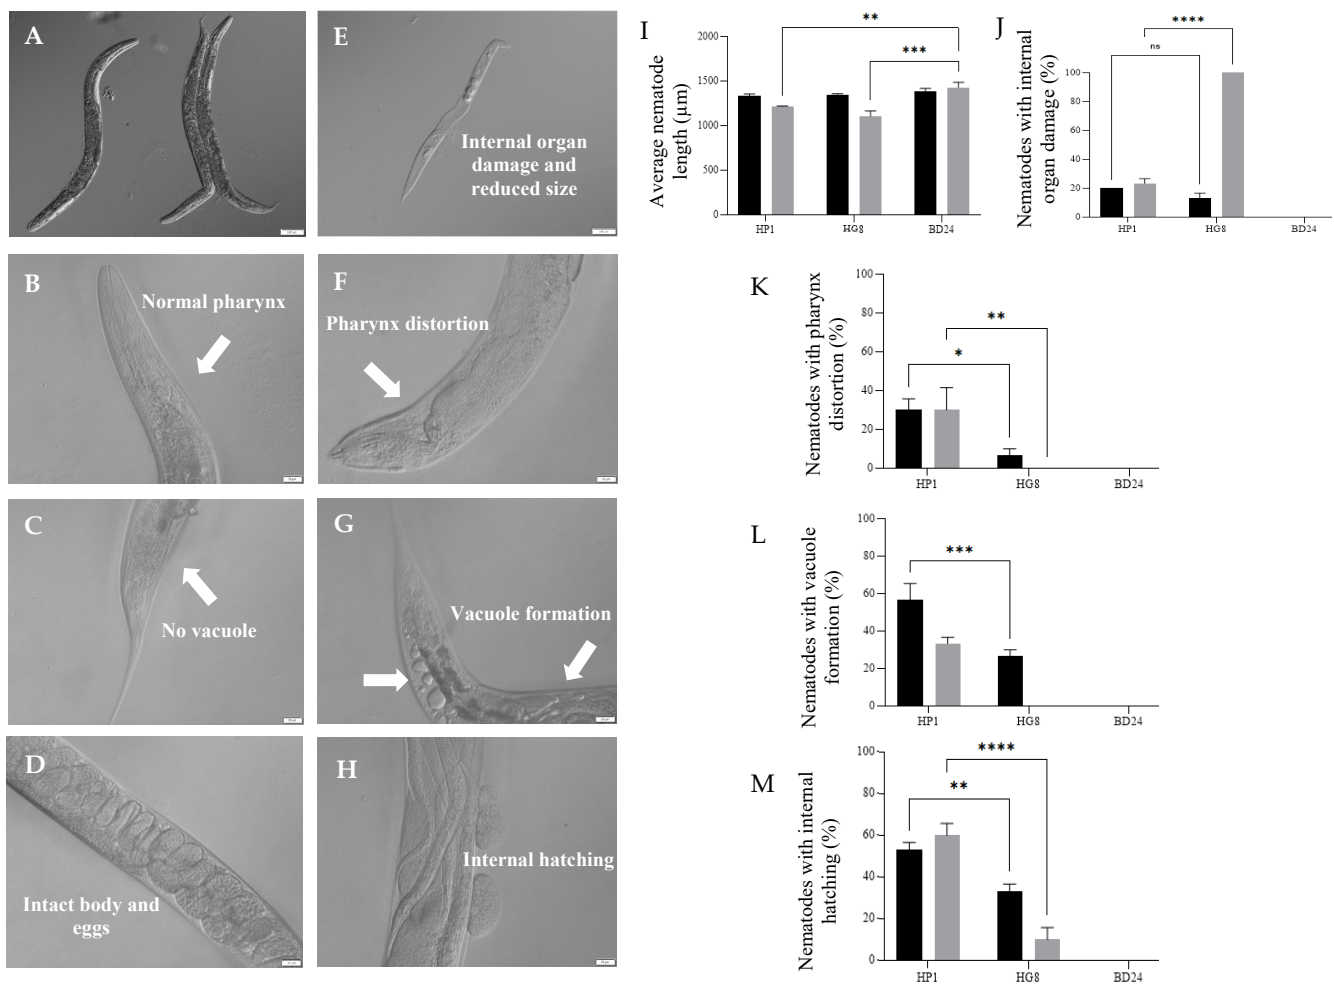 A
E
Internal organ
damage and
reduced size
B
Normal pharynx
F
Pharynx distortion
C
No vacuole
G
Vacuole formation
D
Intact body and
eggs
H
Internal hatching
I
Average nematode
length (µm)
2000
1500
1000
500
0
**
***
HP1
HG8
BD24
J
Nematodes with internal
organ damage (%)
100
80
60
40
20
0
ns
****
HP1
HG8
BD24
K
Nematodes with pharynx
distortion (%)
100
80
60
40
20
0
*
**
HP1
HG8
BD24
L
Nematodes with vacuole
formation (%)
100
80
60
40
20
0
***
HP1
HG8
BD24
M
Nematodes with internal
hatching (%)
100
80
60
40
20
0
**
****
HP1
HG8
BD24